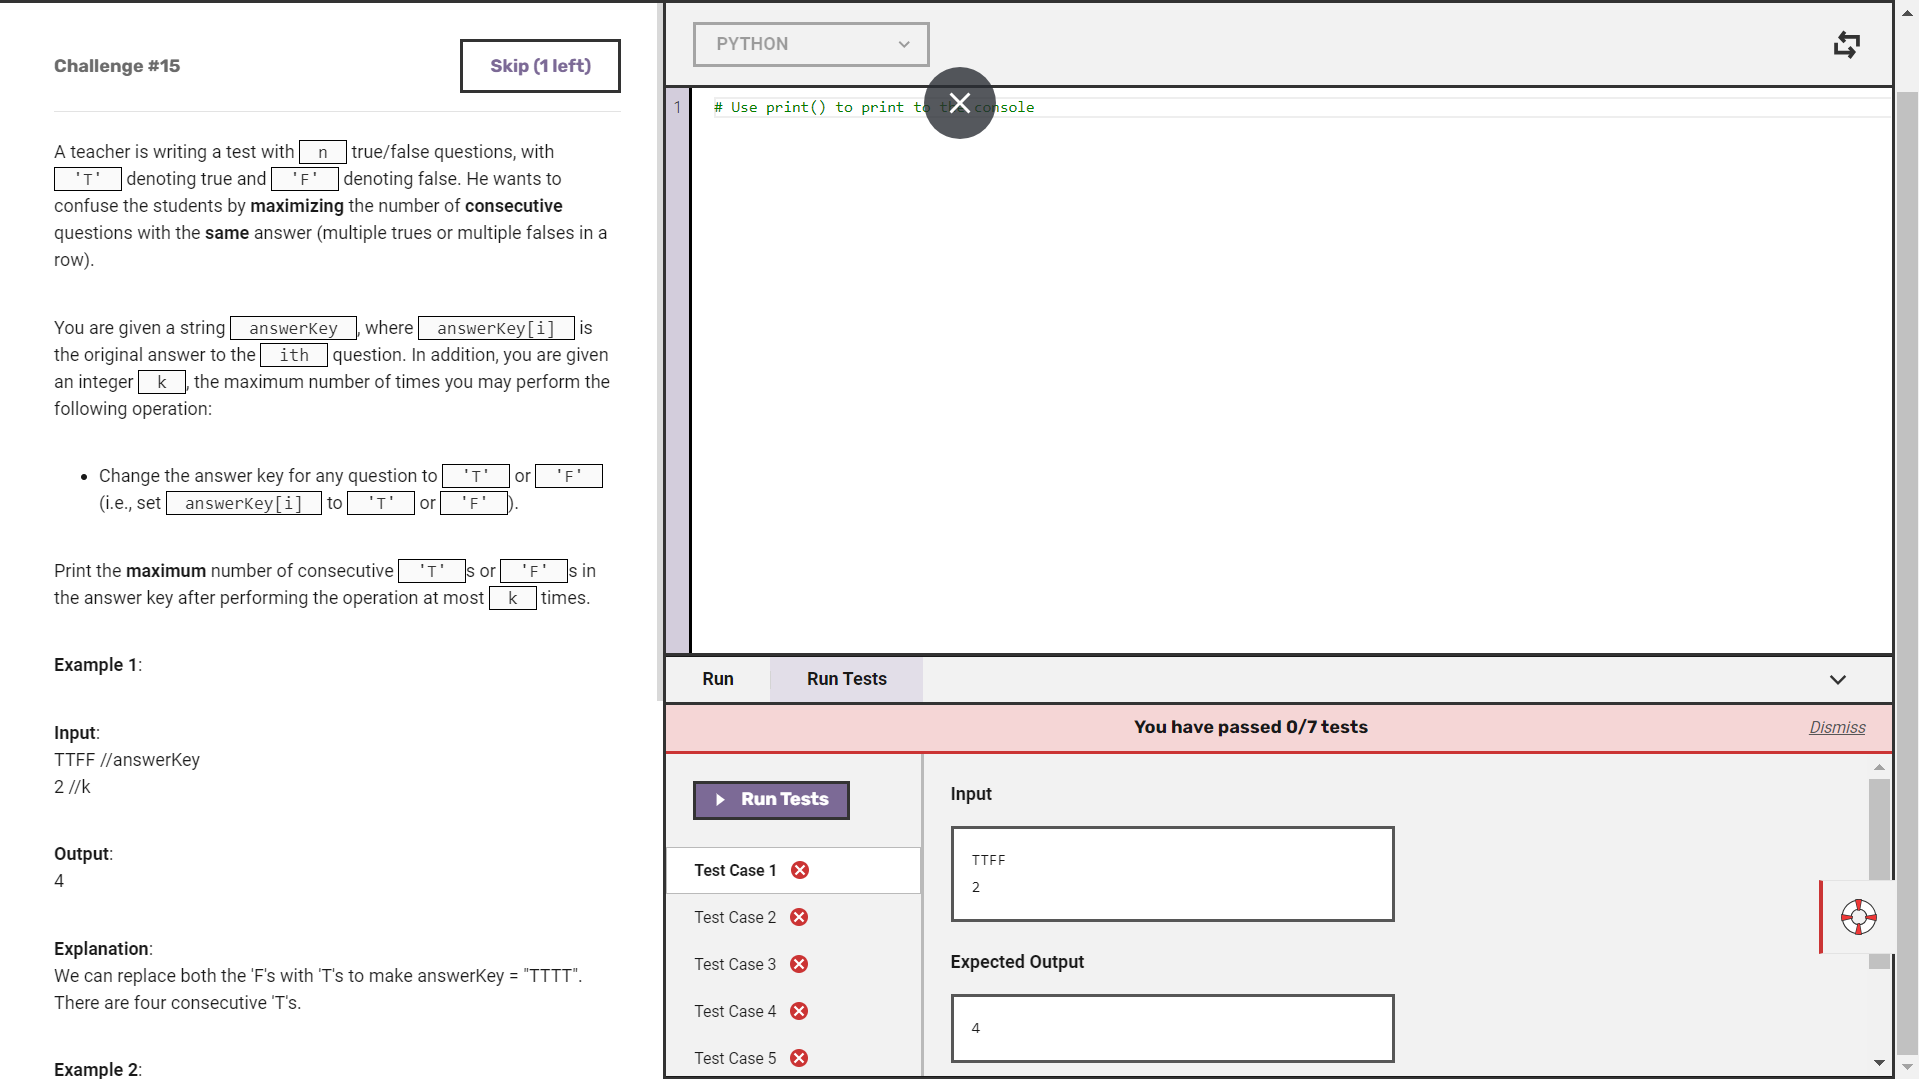 Challenge #15
Skip (1 left)
A teacher is writing a test with n true/false questions, with
'T' denoting true and 'F' denoting false. He wants to
confuse the students by maximizing the number of consecutive
questions with the same answer (multiple trues or multiple falses in a
row).
You are given a string answerKey, where answerKey[i] is
the original answer to the ith question. In addition, you are given
an integer k, the maximum number of times you may perform the
following operation:
• Change the answer key for any question to 'T' or 'F'
(i.e., set answerKey[i] to 'T' or 'F').
Print the maximum number of consecutive 'T's or 'F's in
the answer key after performing the operation at most k times.
Example 1:
Input:
TTFF //answerKey
2 //k
Output:
4
Explanation:
We can replace both the 'F's with 'T's to make answerKey = "TTTT".
There are four consecutive 'T's.
Example 2:
PYTHON
1 # Use print() to print to the console
Run
Run Tests
You have passed 0/7 tests
Dismiss
Run Tests
Test Case 1
Test Case 2
Test Case 3
Test Case 4
Test Case 5
Input
TTFF
2
Expected Output
4